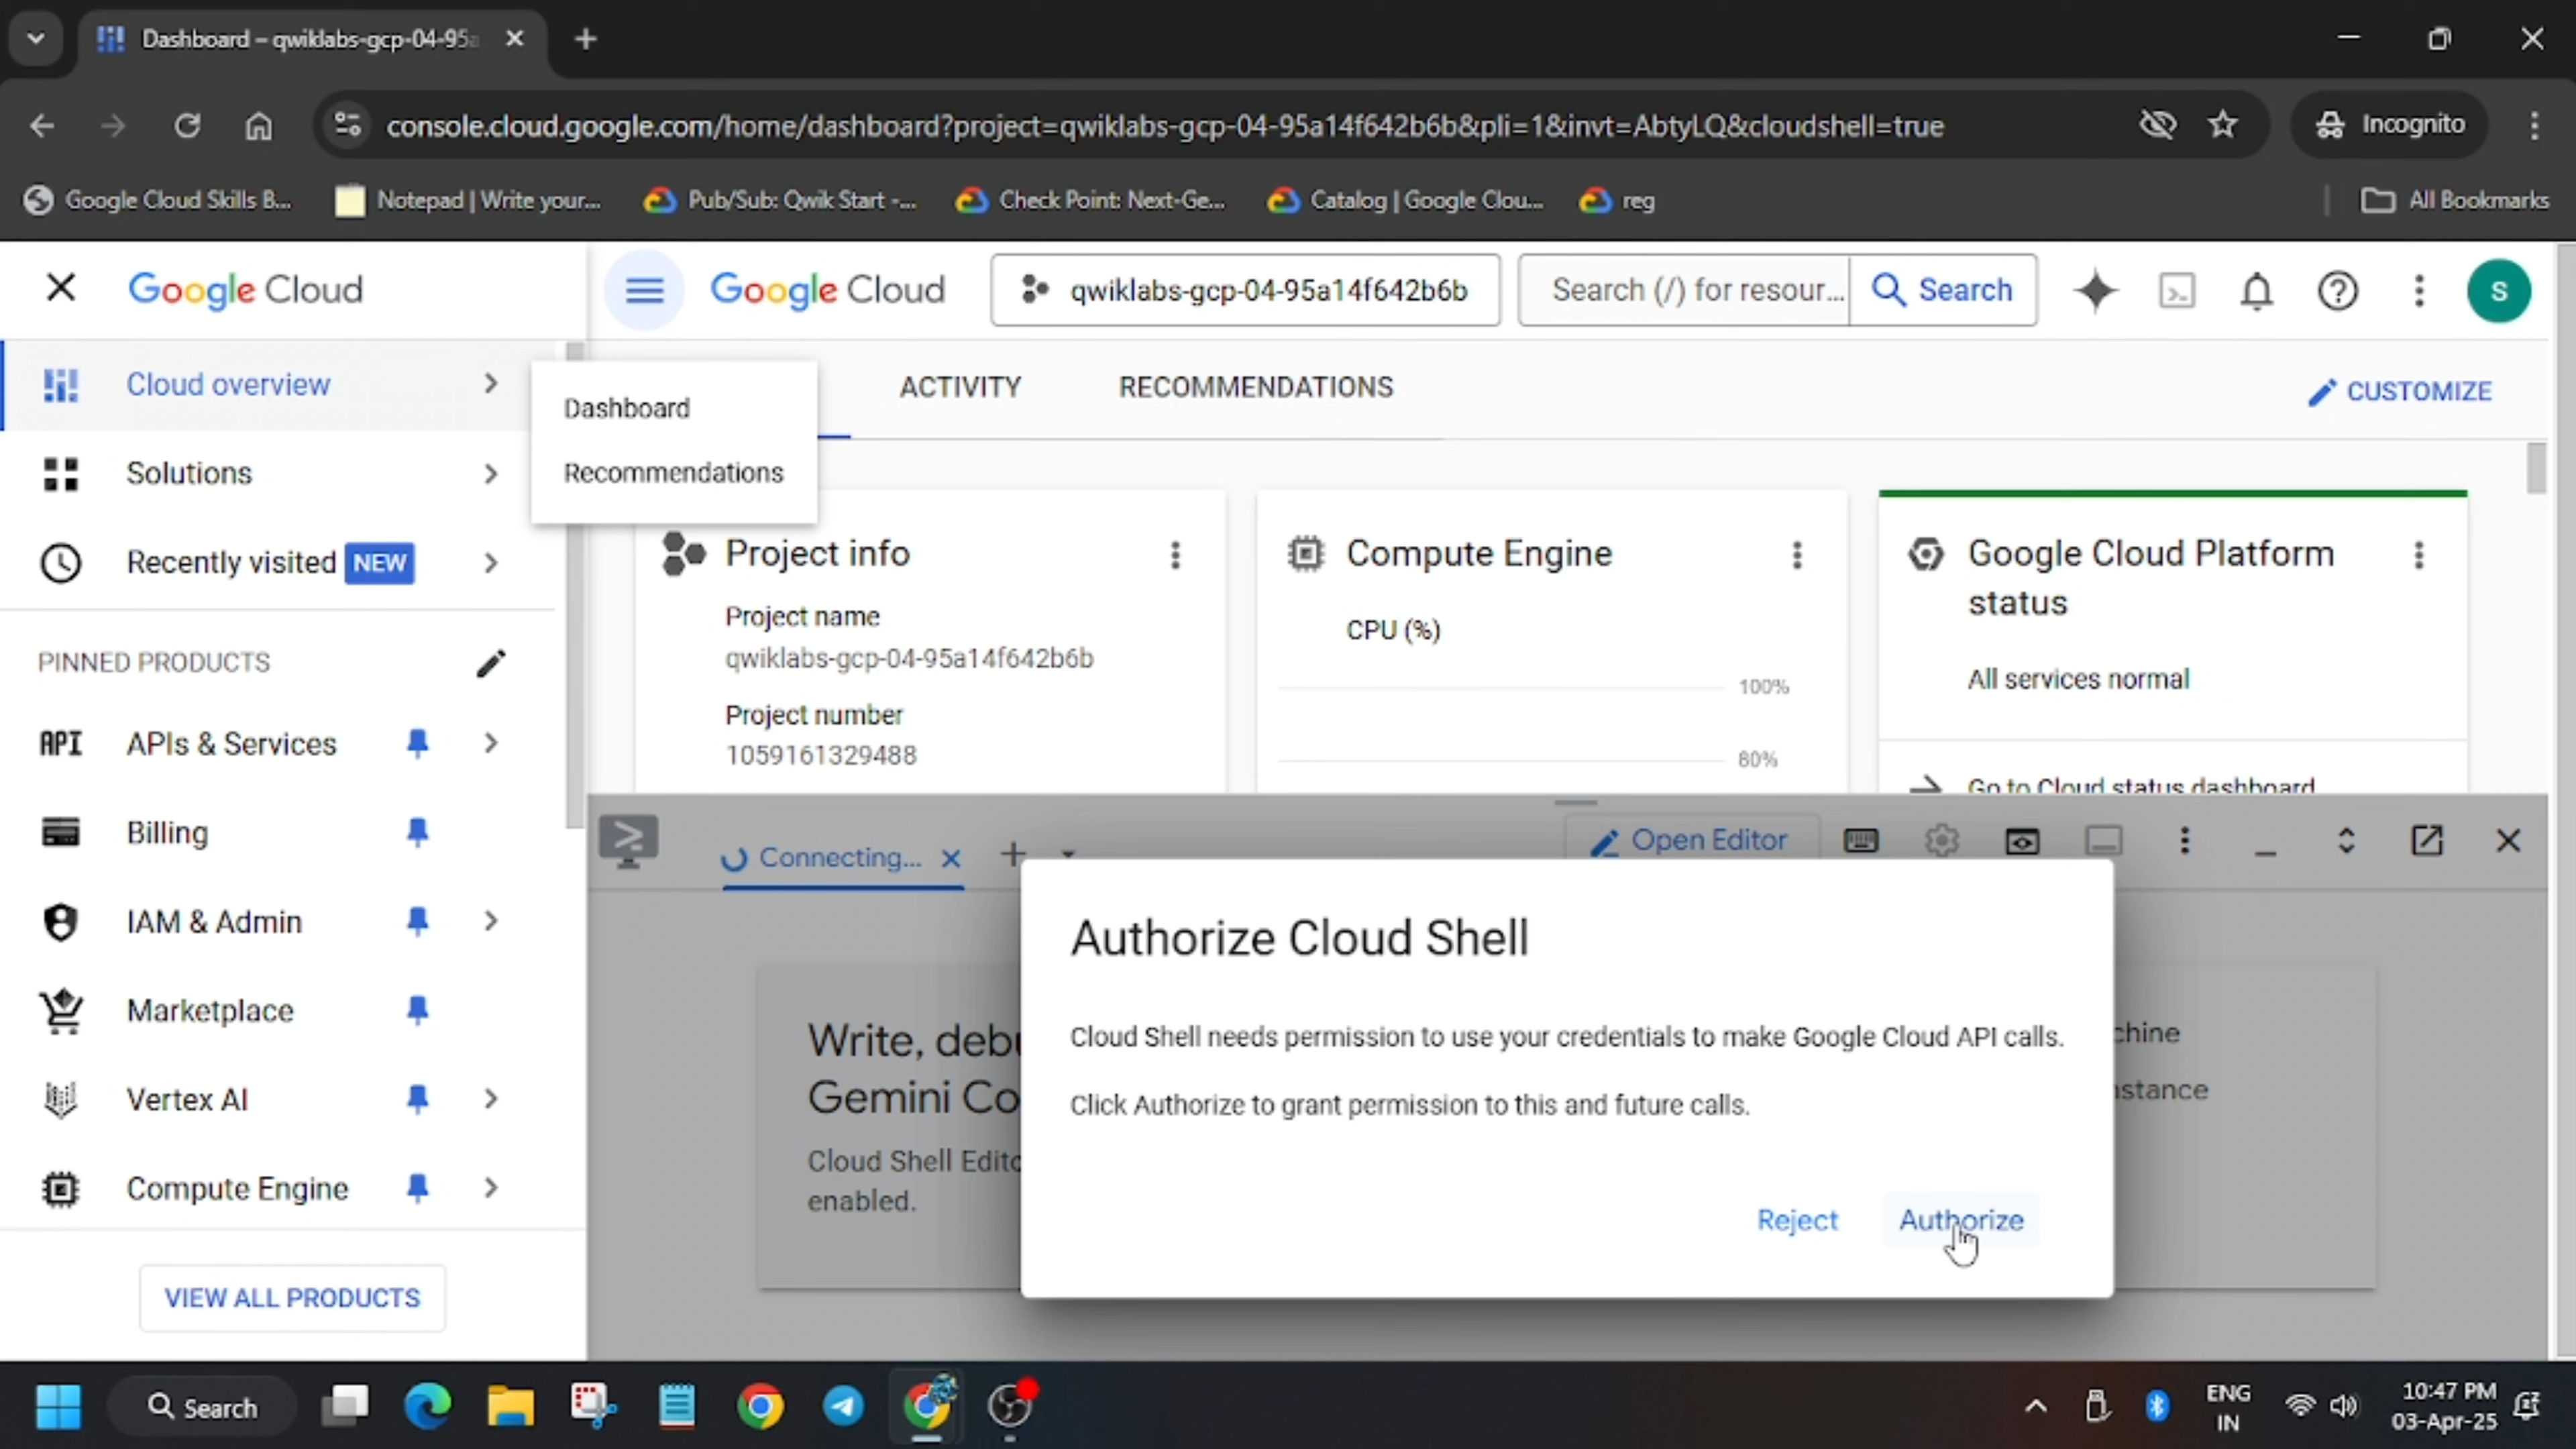 Dashboard – qwiklabs-gcp-04-95a
console.cloud.google.com/home/dashboard?project=qwiklabs-gcp-04-95a14f642b6b&pli=1&invt=AbtyLQ&cloudshell=true
Incognito
Google Cloud Skills B...
Notepad | Write your...
Pub/Sub: Qwik Start -...
Check Point: Next-Ge...
Catalog | Google Clou...
reg
All Bookmarks
Google Cloud
Google Cloud
qwiklabs-gcp-04-95a14f642b6b
Search (/) for resour...
Search
S
Cloud overview
Solutions
Recently visited NEW
PINNED PRODUCTS
API APIs & Services
Billing
IAM & Admin
Marketplace
Vertex AI
Compute Engine
VIEW ALL PRODUCTS
Dashboard
Recommendations
ACTIVITY
RECOMMENDATIONS
CUSTOMIZE
Project info
Project name
qwiklabs-gcp-04-95a14f642b6b
Project number
1059161329488
Compute Engine
CPU (%)
100%
80%
Google Cloud Platform
status
All services normal
Go to Cloud status dashboard
Connecting...
Open Editor
Write, debu
Gemini Co
Cloud Shell Edito
enabled.
chine
nstance
Authorize Cloud Shell
Cloud Shell needs permission to use your credentials to make Google Cloud API calls.
Click Authorize to grant permission to this and future calls.
Reject
Authorize
Search
ENG
IN
10:47 PM
03-Apr-25